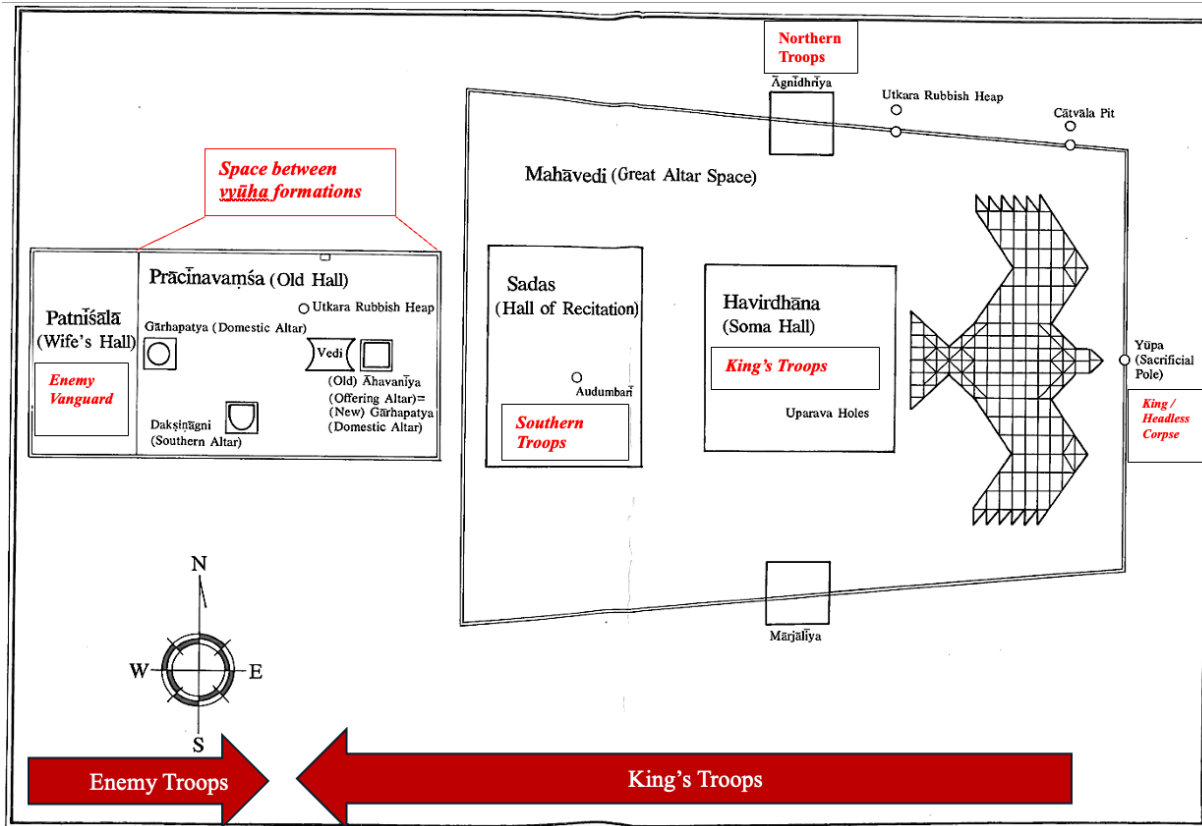 Northern
Troops
Āgnīdhrīya
Utkara Rubbish Heap
Cātvāla Pit
Space between
vyūha formations
Mahāvedi (Great Altar Space)
Prācīnavaṃśa (Old Hall)
Utkara Rubbish Heap
Patnīśālā
(Wife's Hall)
Gārhapatya (Domestic Altar)
Vedi
Enemy
Vanguard
(Old) Āhavanīya
(Offering Altar)=
(New) Gārhapatya
(Domestic Altar)
Dakṣiṇāgni
(Southern Altar)
Sadas
(Hall of Recitation)
Audumbarī
Southern
Troops
Havirdhāna
(Soma Hall)
King's Troops
Uparava Holes
Yūpa
(Sacrificial
Pole)
King /
Headless
Corpse
Mārjālīya
N
W
E
S
Enemy Troops
King's Troops